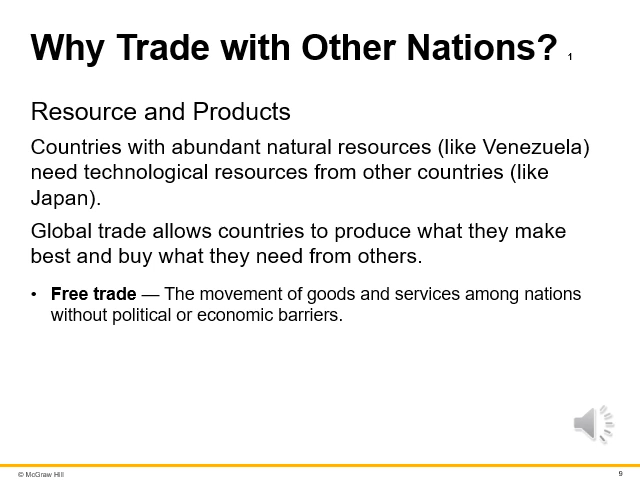 Why Trade with Other Nations? 1
Resource and Products
Countries with abundant natural resources (like Venezuela)
need technological resources from other countries (like
Japan).
Global trade allows countries to produce what they make
best and buy what they need from others.
• Free trade — The movement of goods and services among nations
without political or economic barriers.
© McGraw Hill
9